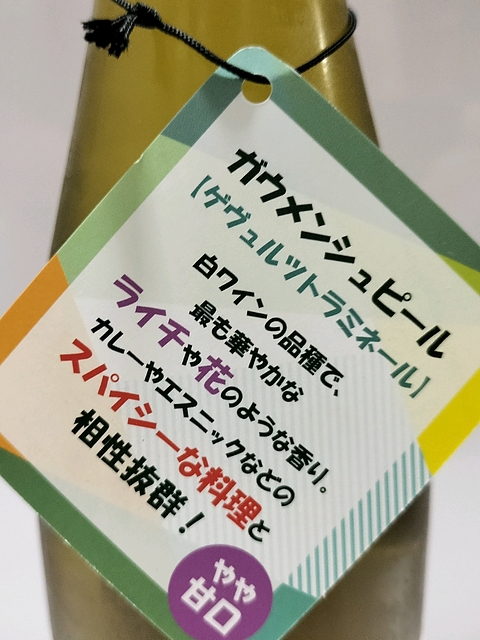 ガウメンシュピール
[ゲヴュルツトラミネール]
白ワインの品種で、
最も華やかな
ライチや花のような香り。
カレーやエスニックなどの
スパイシーな料理と
相性抜群！
やや
甘口